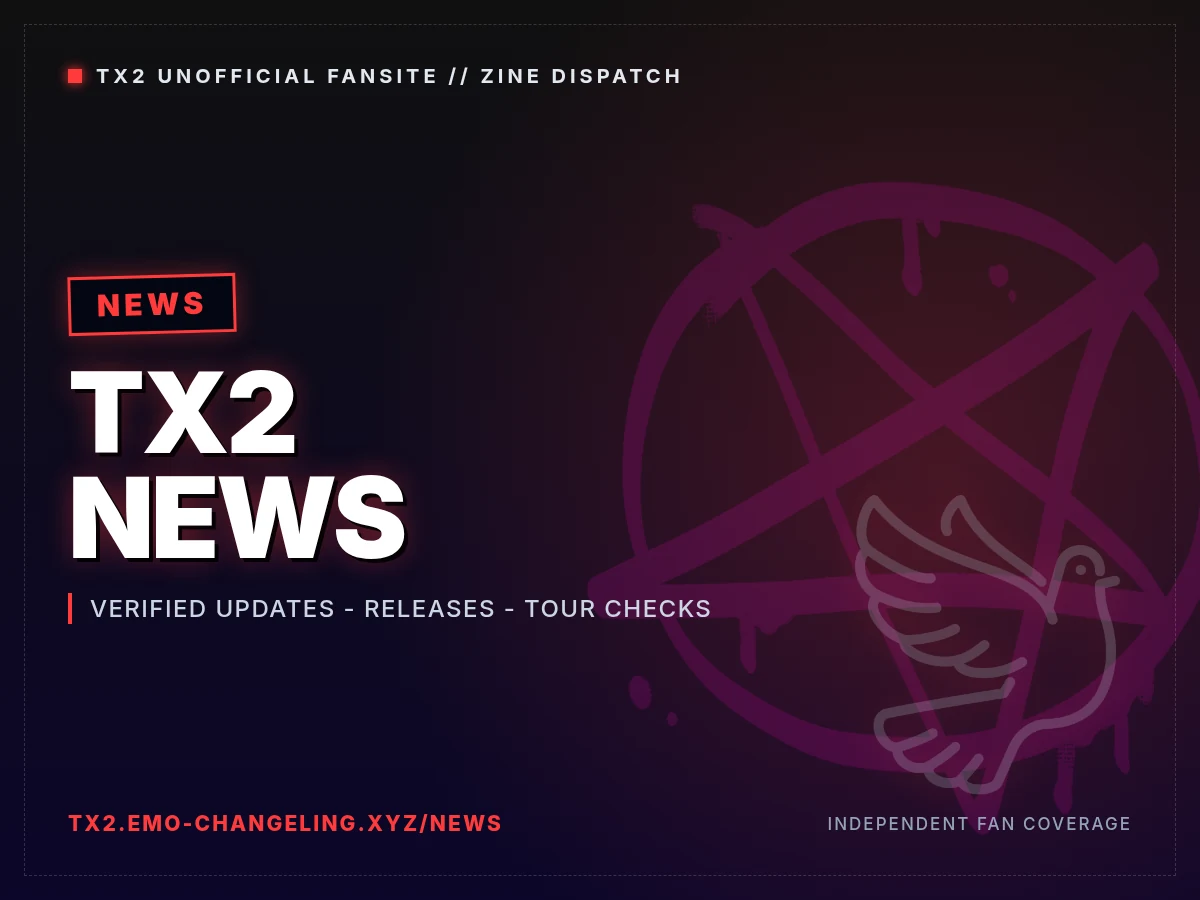 TX2 UNOFFICIAL FANSITE // ZINE DISPATCH
NEWS
TX2
NEWS
VERIFIED UPDATES - RELEASES - TOUR CHECKS
TX2.EMO-CHANGELING.XYZ/NEWS
INDEPENDENT FAN COVERAGE